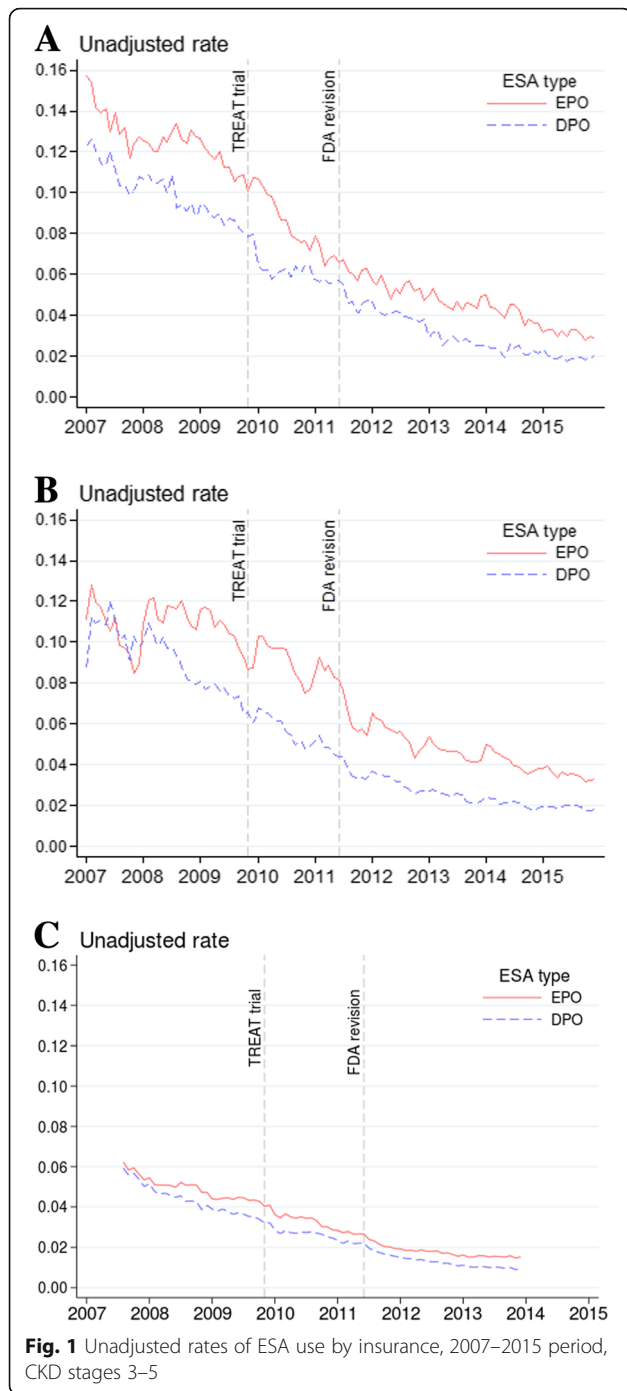 A
Unadjusted rate
0.16
0.14
0.12
0.10
0.08
0.06
0.04
0.02
0.00
TREAT trial
FDA revision
ESA type
EPO
DPO
2007 2008 2009 2010 2011 2012 2013 2014 2015
B
Unadjusted rate
0.16
0.14
0.12
0.10
0.08
0.06
0.04
0.02
0.00
TREAT trial
FDA revision
ESA type
EPO
DPO
2007 2008 2009 2010 2011 2012 2013 2014 2015
C
Unadjusted rate
0.16
0.14
0.12
0.10
0.08
0.06
0.04
0.02
0.00
TREAT trial
FDA revision
ESA type
EPO
DPO
2007 2008 2009 2010 2011 2012 2013 2014 2015
Fig. 1 Unadjusted rates of ESA use by insurance, 2007–2015 period,
CKD stages 3–5